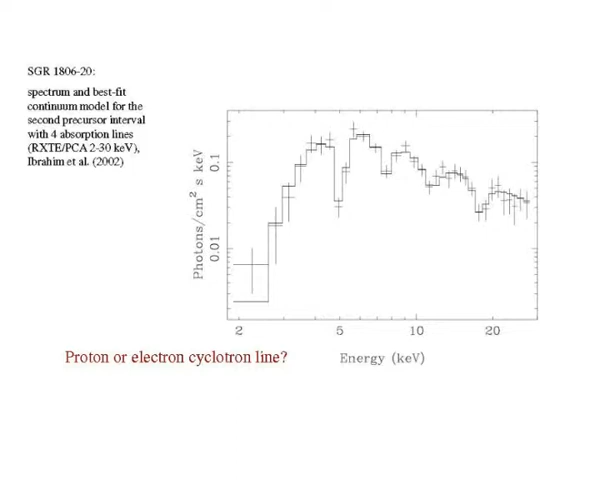 SGR 1806-20:
spectrum and best-fit
continuum model for the
second precursor interval
with 4 absorption lines
(RXTE/PCA 2-30 keV),
Ibrahim et al. (2002)
Photons/cm² s keV
0.1
0.01
2 5 10 20
Energy (keV)
Proton or electron cyclotron line?